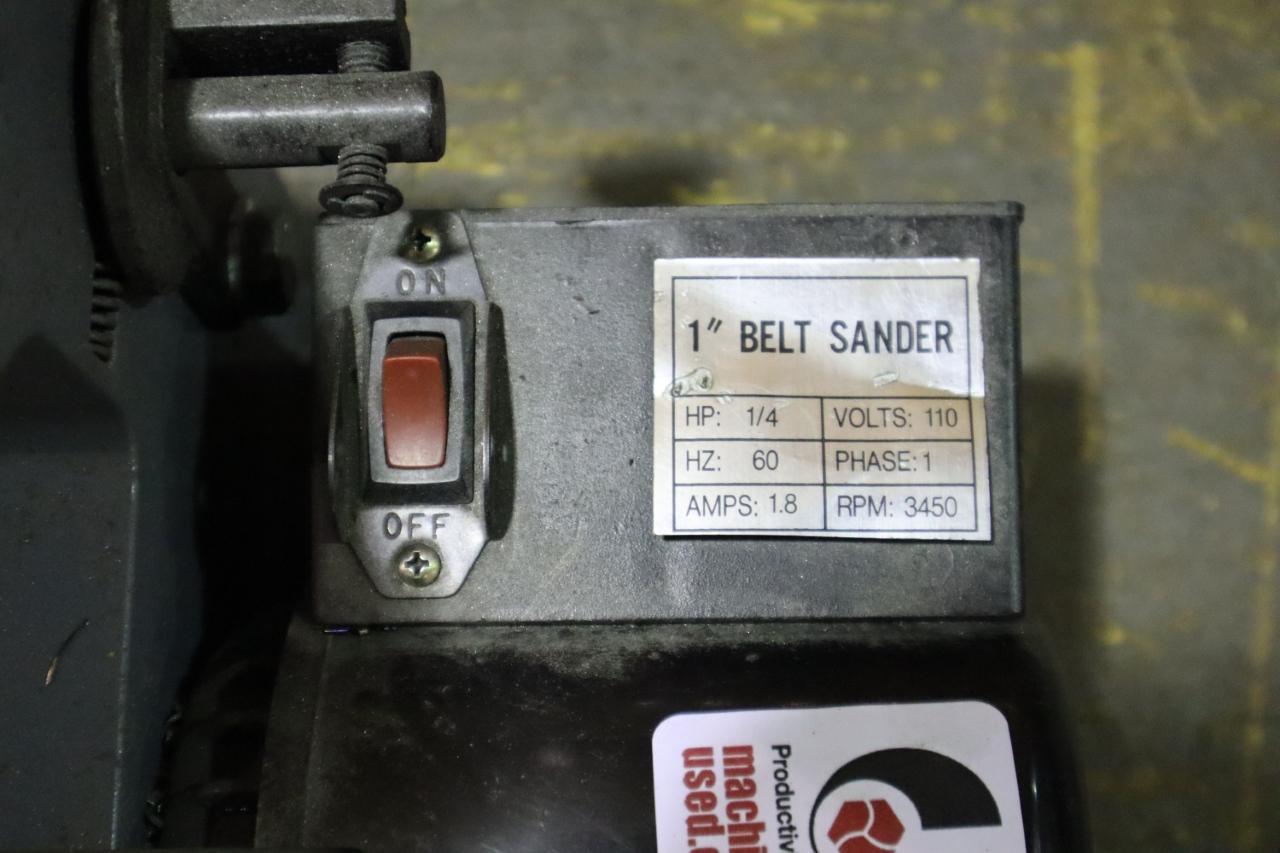 ON
OFF
1" BELT SANDER
HP: 1/4 VOLTS: 110
HZ: 60 PHASE: 1
AMPS: 1.8 RPM: 3450
used.